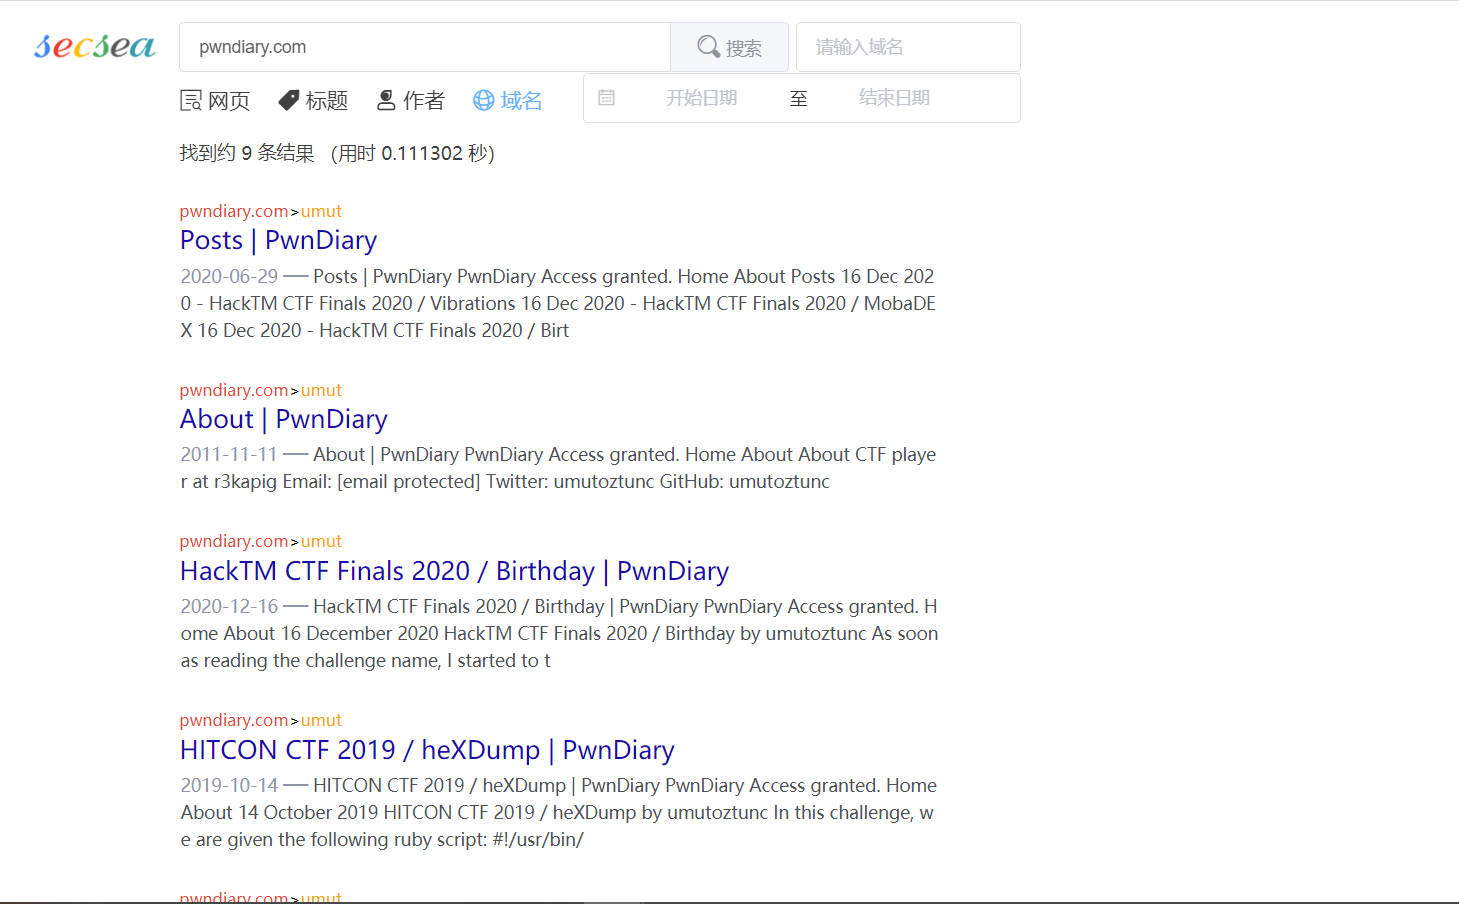 secsea pwndiary.com 搜索 请输入域名
网页 标题 作者 域名 开始日期 至 结束日期
找到约 9 条结果 （用时 0.111302 秒）
pwndiary.com>umut
Posts | PwnDiary
2020-06-29 — Posts | PwnDiary PwnDiary Access granted. Home About Posts 16 Dec 202
0 - HackTM CTF Finals 2020 / Vibrations 16 Dec 2020 - HackTM CTF Finals 2020 / MobaDE
X 16 Dec 2020 - HackTM CTF Finals 2020 / Birt
pwndiary.com>umut
About | PwnDiary
2011-11-11 — About | PwnDiary PwnDiary Access granted. Home About About CTF playe
r at r3kapig Email: [email protected] Twitter: umutoztunc GitHub: umutoztunc
pwndiary.com>umut
HackTM CTF Finals 2020 / Birthday | PwnDiary
2020-12-16 — HackTM CTF Finals 2020 / Birthday | PwnDiary PwnDiary Access granted. H
ome About 16 December 2020 HackTM CTF Finals 2020 / Birthday by umutoztunc As soon
as reading the challenge name, I started to t
pwndiary.com>umut
HITCON CTF 2019 / heXDump | PwnDiary
2019-10-14 — HITCON CTF 2019 / heXDump | PwnDiary PwnDiary Access granted. Home
About 14 October 2019 HITCON CTF 2019 / heXDump by umutoztunc In this challenge, w
e are given the following ruby script: #!/usr/bin/
pwndiary.com>umut